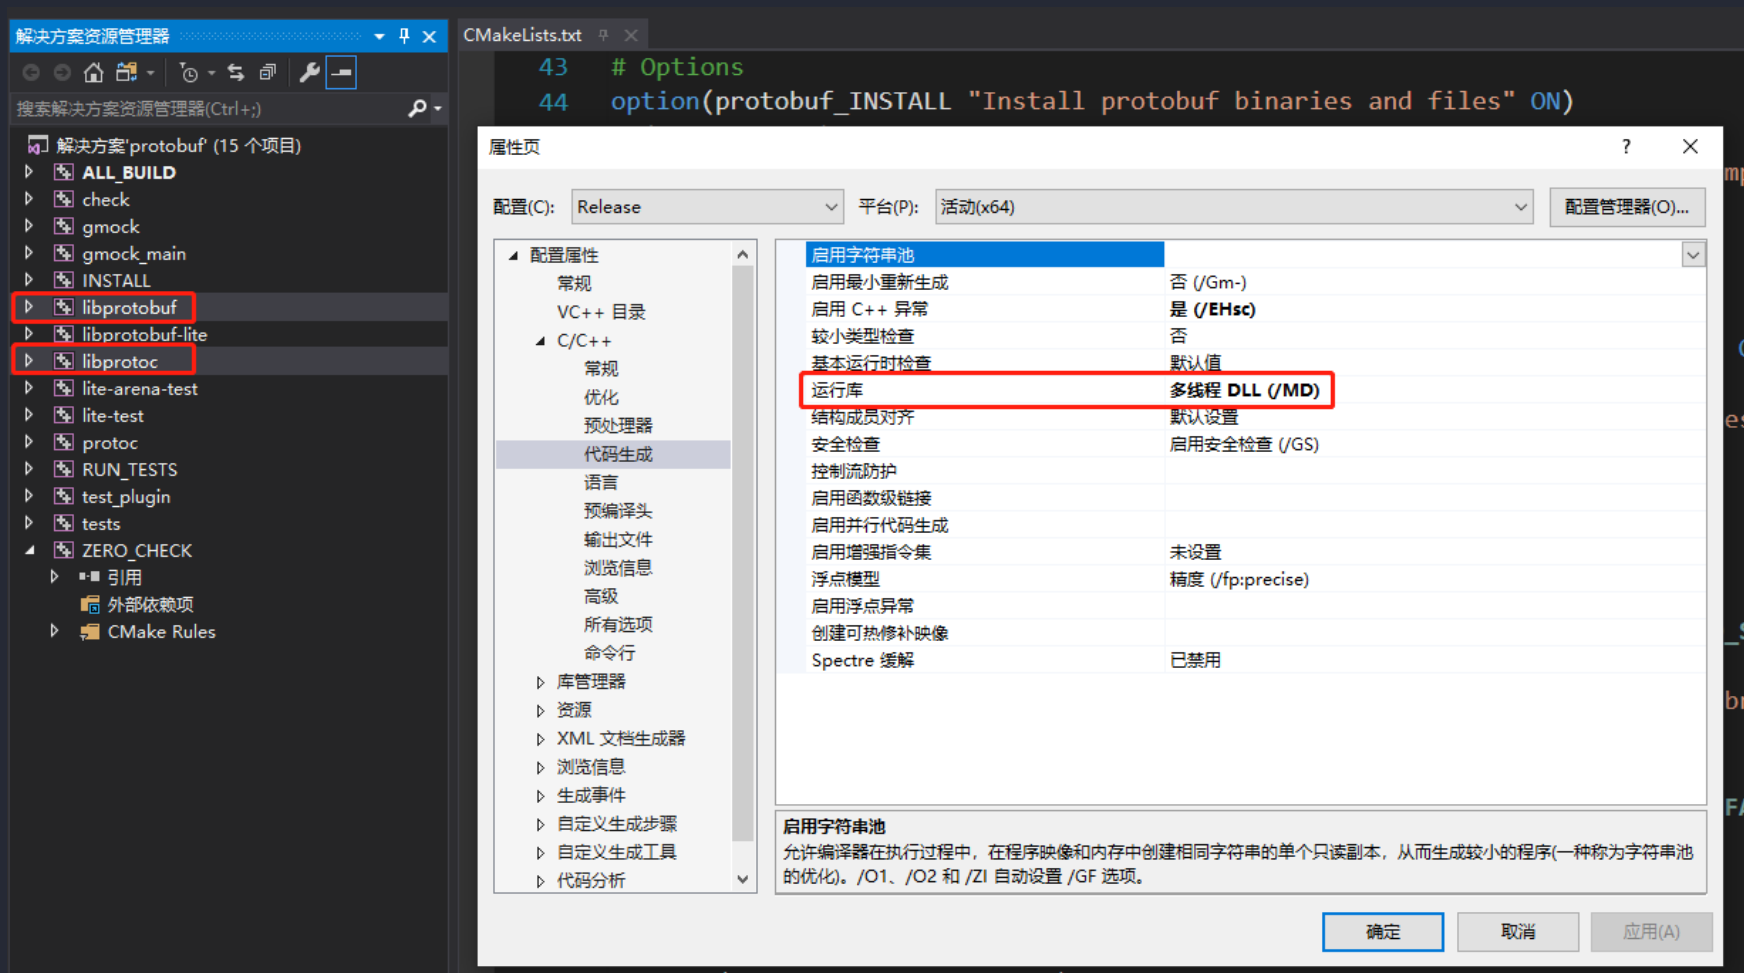 解决方案资源管理器
搜索解决方案资源管理器(Ctrl+;)
解决方案'protobuf' (15 个项目)
ALL_BUILD
check
gmock
gmock_main
INSTALL
libprotobuf
libprotobuf-lite
libprotoc
lite-arena-test
lite-test
protoc
RUN_TESTS
test_plugin
tests
ZERO_CHECK
引用
外部依赖项
CMake Rules
CMakeLists.txt
43 # Options
44 option(protobuf_INSTALL "Install protobuf binaries and files" ON)
属性页
?
配置(C): Release 平台(P): 活动(x64) 配置管理器(O)...
配置属性
常规
VC++ 目录
C/C++
常规
优化
预处理器
代码生成
语言
预编译头
输出文件
浏览信息
高级
所有选项
命令行
库管理器
资源
XML 文档生成器
浏览信息
生成事件
自定义生成步骤
自定义生成工具
代码分析
启用字符串池
启用最小重新生成 否 (/Gm-)
启用 C++ 异常 是 (/EHsc)
较小类型检查 否
基本运行时检查 默认值
运行库 多线程 DLL (/MD)
结构成员对齐 默认设置
安全检查 启用安全检查 (/GS)
控制流防护
启用函数级链接
启用并行代码生成
启用增强指令集 未设置
浮点模型 精度 (/fp:precise)
启用浮点异常
创建可热修补映像
Spectre 缓解 已禁用
启用字符串池
允许编译器在执行过程中，在程序映像和内存中创建相同字符串的单个只读副本，从而生成较小的程序(一种称为字符串池
的优化)。/O1、/O2 和 /ZI 自动设置 /GF 选项。
确定 取消 应用(A)